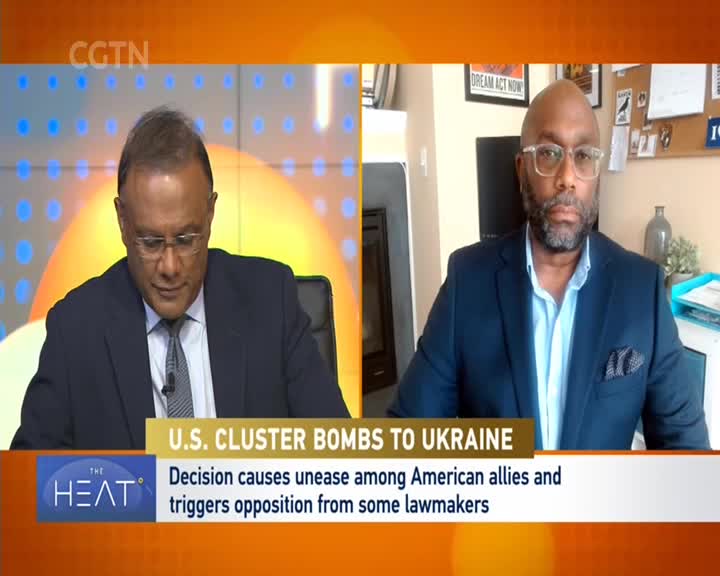 CGTN
DREAM ACT NOW!
U.S. CLUSTER BOMBS TO UKRAINE
THE
HEAT
Decision causes unease among American allies and
triggers opposition from some lawmakers